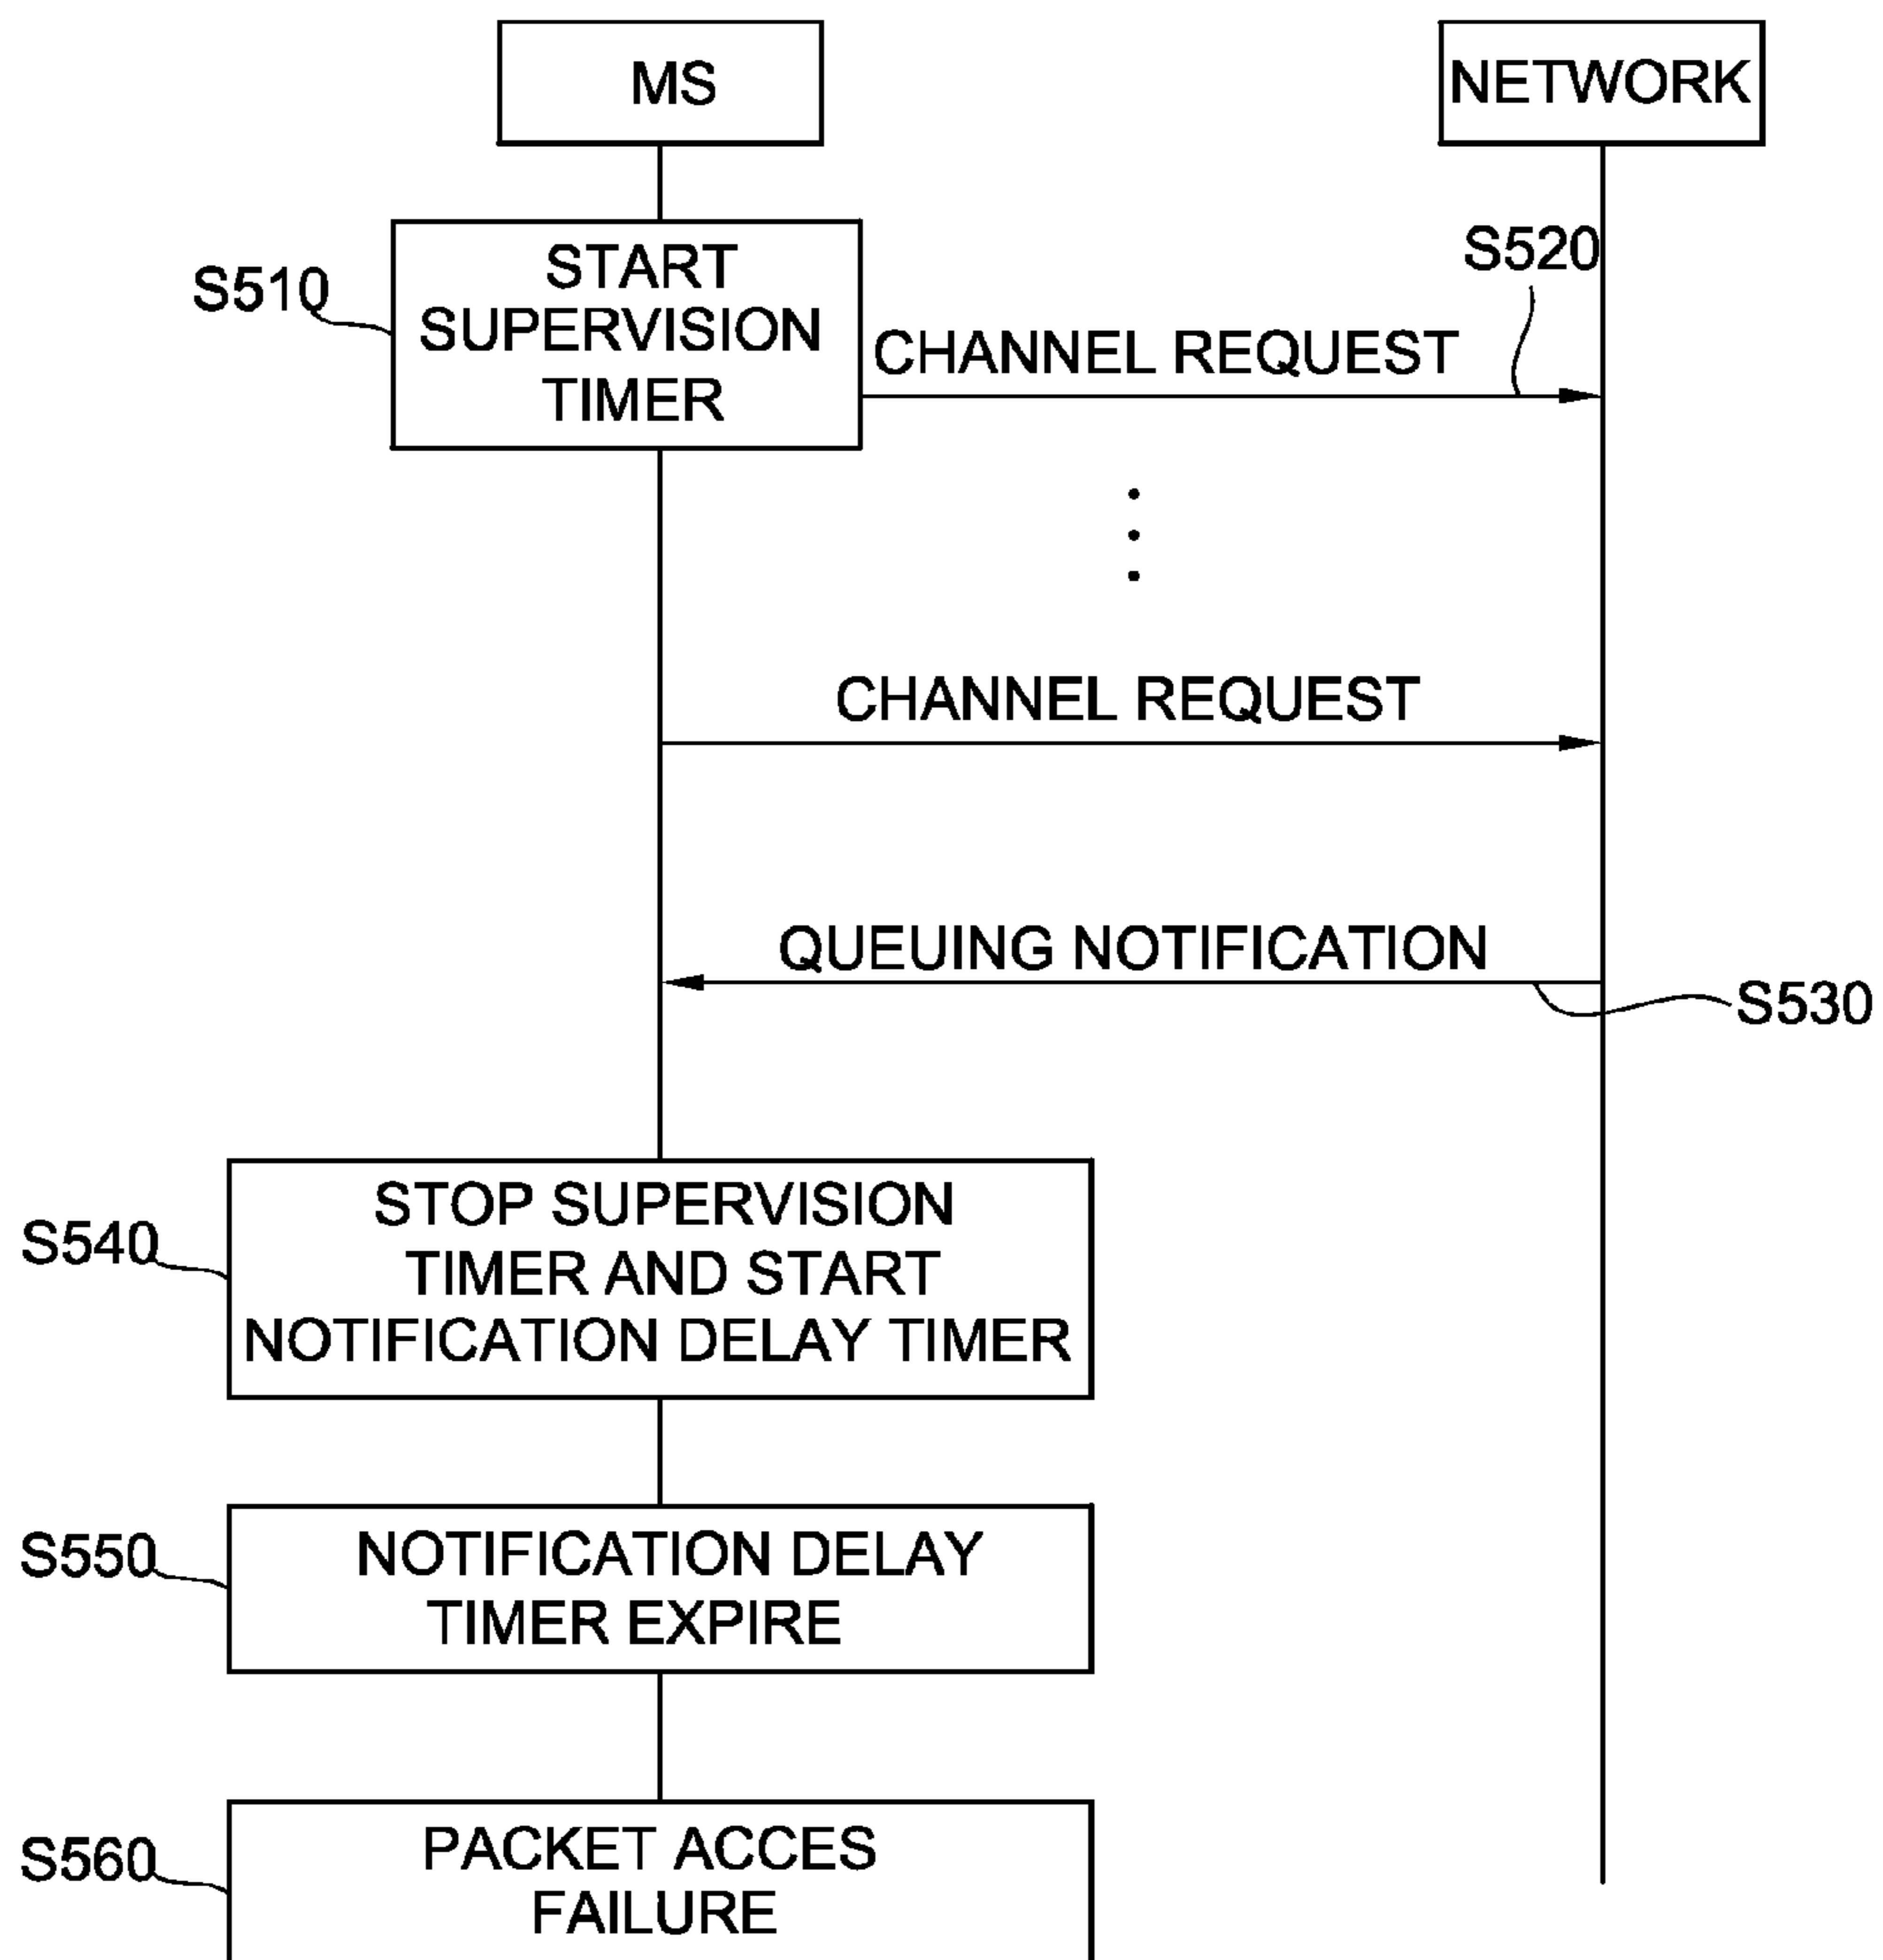 MS
NETWORK
S510
START
SUPERVISION
TIMER
S520
CHANNEL REQUEST
CHANNEL REQUEST
QUEUING NOTIFICATION
S530
S540
STOP SUPERVISION
TIMER AND START
NOTIFICATION DELAY TIMER
S550
NOTIFICATION DELAY
TIMER EXPIRE
S560
PACKET ACCES
FAILURE